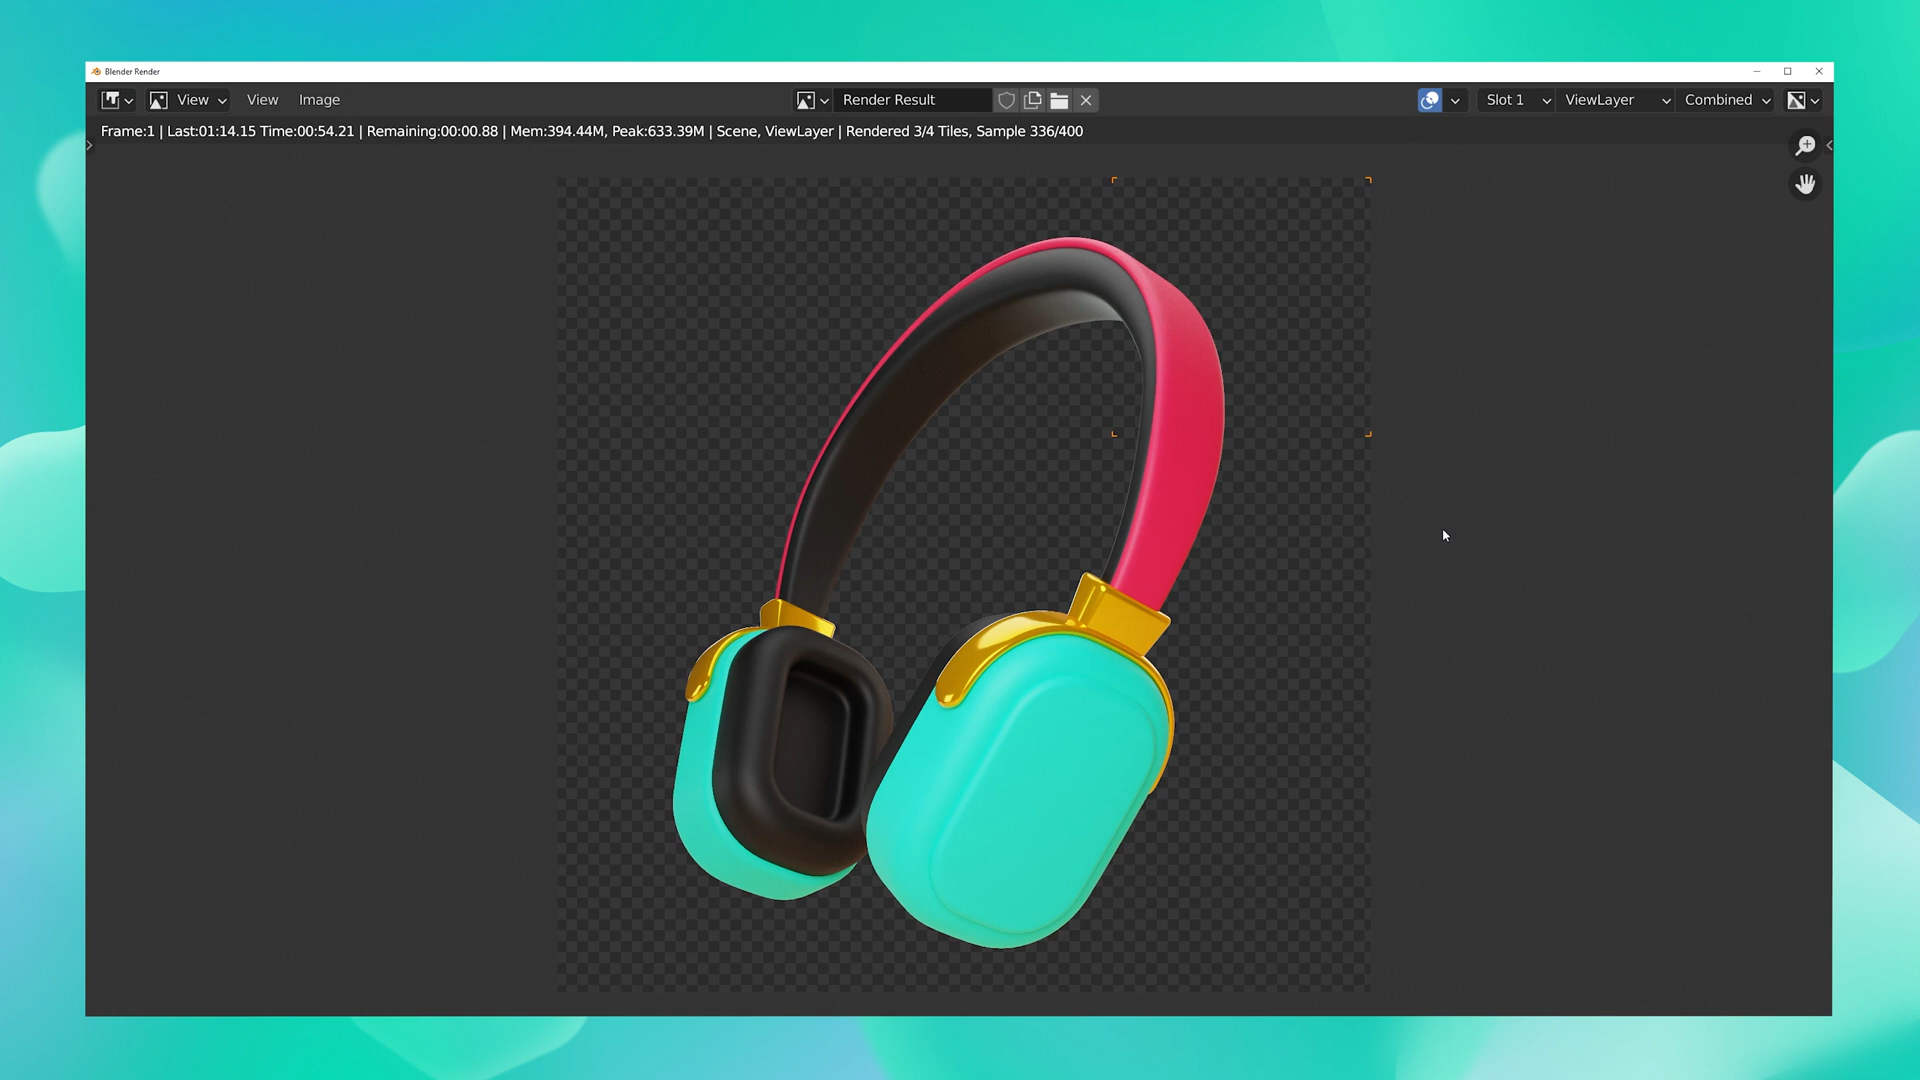 Blender Render
View View Image Render Result Slot 1 ViewLayer Combined
Frame:1 | Last:01:14.15 Time:00:54.21 | Remaining:00:00.88 | Mem:394.44M, Peak:633.39M | Scene, ViewLayer | Rendered 3/4 Tiles, Sample 336/400